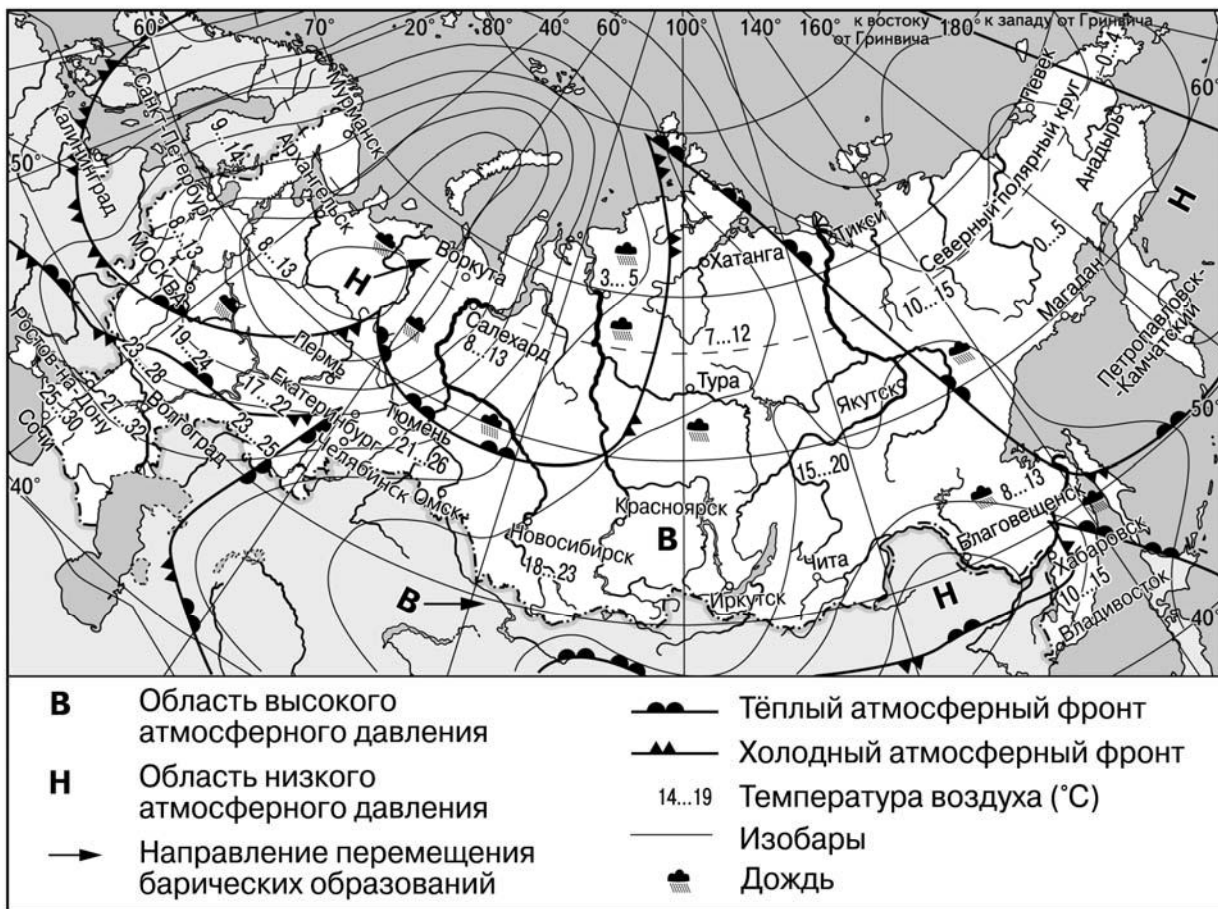 60°
70°
80°
20
40
60
100
140
160°
к востоку
от Гринвича
180°
к западу от Гринвича
60°
50°
40°
50°
40°
80
Мурманск
Санкт-Петербург
Калининград
Архангельск
Воркута
Салехард
МОСКВА
Пермь
Екатеринбург
Тюмень
Челябинск
Омск
Ростов-на-Дону
Волгоград
Сочи
Новосибирск
Красноярск
Иркутск
Чита
Тура
Хатанга
Тикси
Якутск
Певек
Анадырь
Северный полярный круг
Магадан
Петропавловск-
-Камчатский
Благовещенск
Хабаровск
Владивосток
9...14
8...13
8...13
19...24
17...22
23...28
23...25
25...30
27...32
21...26
8...13
3...5
7...12
10...15
0...5
15...20
18...23
8...13
10...15
Н
Н
Н
В
В
В
Область высокого
атмосферного давления
Н
Область низкого
атмосферного давления
Направление перемещения
барических образований
Тёплый атмосферный фронт
Холодный атмосферный фронт
14...19
Температура воздуха (°С)
Изобары
Дождь